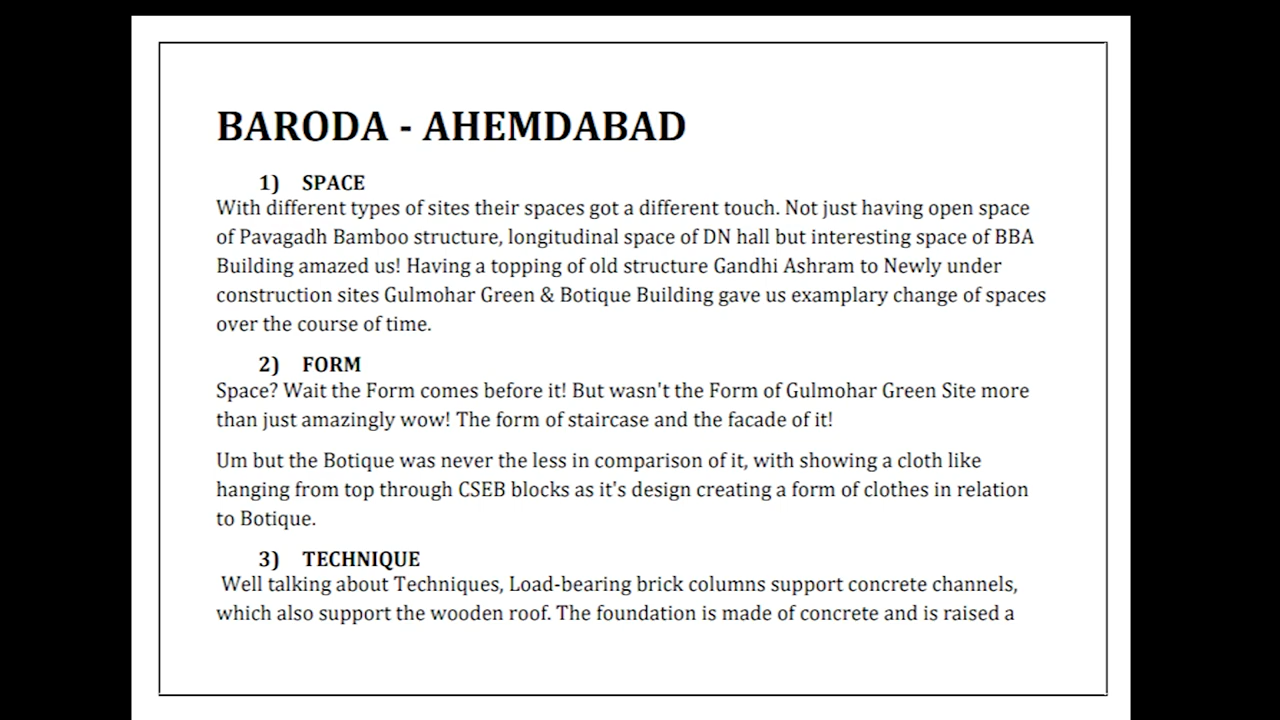 BARODA - AHEMDABAD
1) SPACE
With different types of sites their spaces got a different touch. Not just having open space
of Pavagadh Bamboo structure, longitudinal space of DN hall but interesting space of BBA
Building amazed us! Having a topping of old structure Gandhi Ashram to Newly under
construction sites Gulmohar Green & Botique Building gave us examplary change of spaces
over the course of time.
2) FORM
Space? Wait the Form comes before it! But wasn't the Form of Gulmohar Green Site more
than just amazingly wow! The form of staircase and the facade of it!
Um but the Botique was never the less in comparison of it, with showing a cloth like
hanging from top through CSEB blocks as it's design creating a form of clothes in relation
to Botique.
3) TECHNIQUE
Well talking about Techniques, Load-bearing brick columns support concrete channels,
which also support the wooden roof. The foundation is made of concrete and is raised a